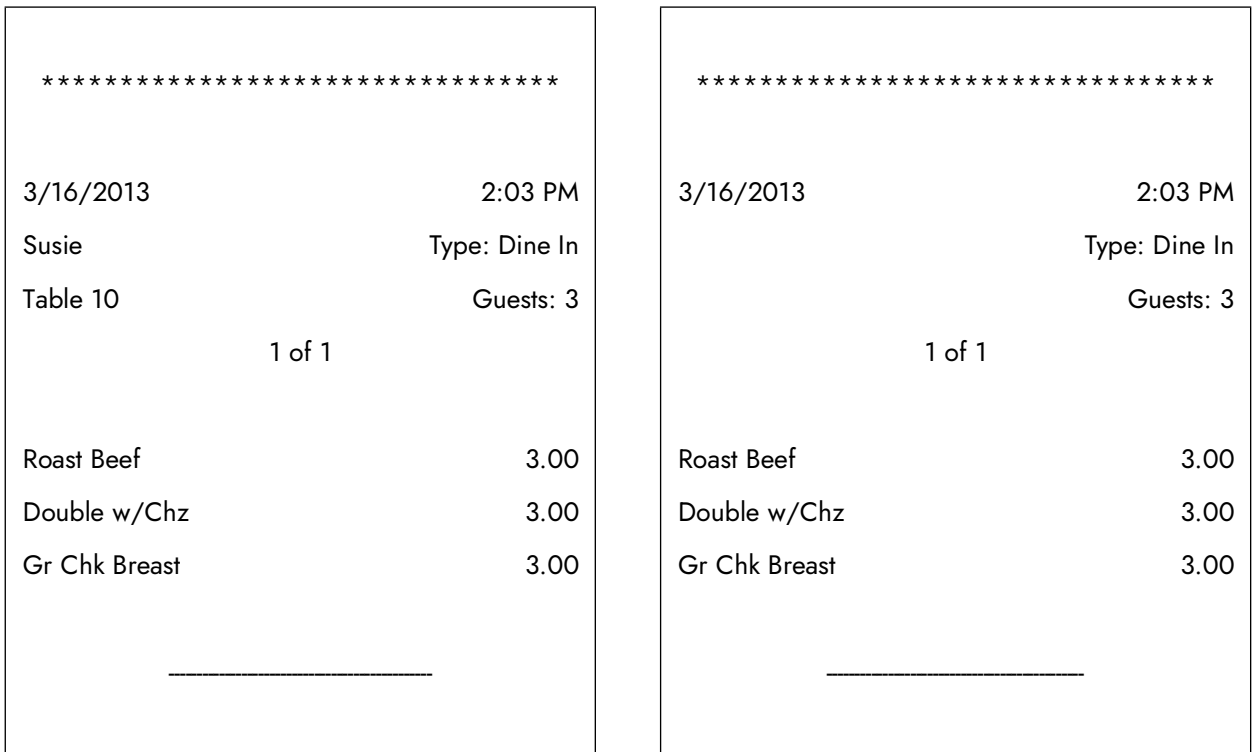 *********************************
3/16/2013 2:03 PM
Susie Type: Dine In
Table 10 Guests: 3
1 of 1
Roast Beef 3.00
Double w/Chz 3.00
Gr Chk Breast 3.00
----------------------------------------
*********************************
3/16/2013 2:03 PM
Type: Dine In
Guests: 3
1 of 1
Roast Beef 3.00
Double w/Chz 3.00
Gr Chk Breast 3.00
----------------------------------------